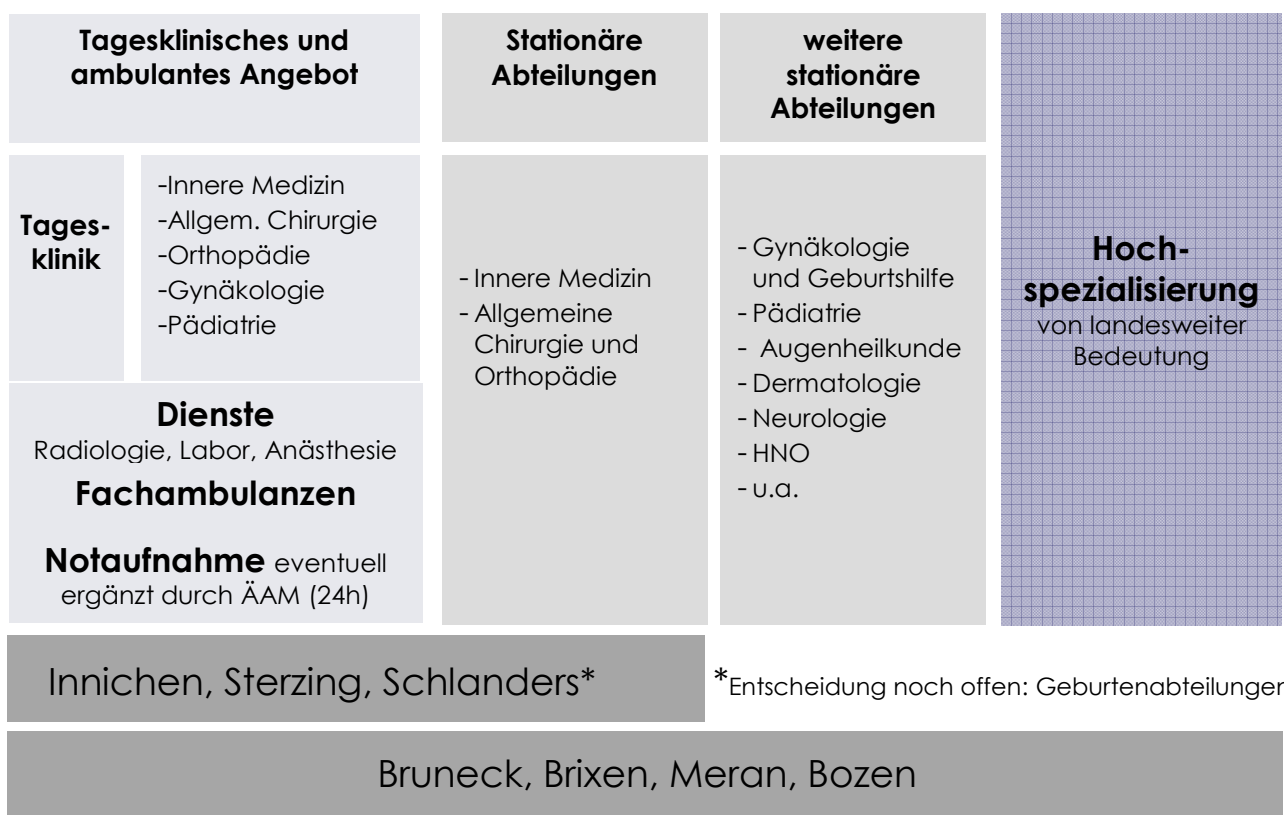 Tagesklinisches und
ambulantes Angebot
Stationäre
Abteilungen
weitere
stationäre
Abteilungen
Tages-
klinik
-Innere Medizin
-Allgem. Chirurgie
-Orthopädie
-Gynäkologie
-Pädiatrie
Dienste
Radiologie, Labor, Anästhesie
Fachambulanzen
Notaufnahme eventuell
ergänzt durch ÄAM (24h)
- Innere Medizin
- Allgemeine
Chirurgie und
Orthopädie
- Gynäkologie
und Geburtshilfe
- Pädiatrie
- Augenheilkunde
- Dermatologie
- Neurologie
- HNO
- u.a.
Hoch-
spezialisierung
von landesweiter
Bedeutung
Innichen, Sterzing, Schlanders*
*Entscheidung noch offen: Geburtenabteilungen
Bruneck, Brixen, Meran, Bozen